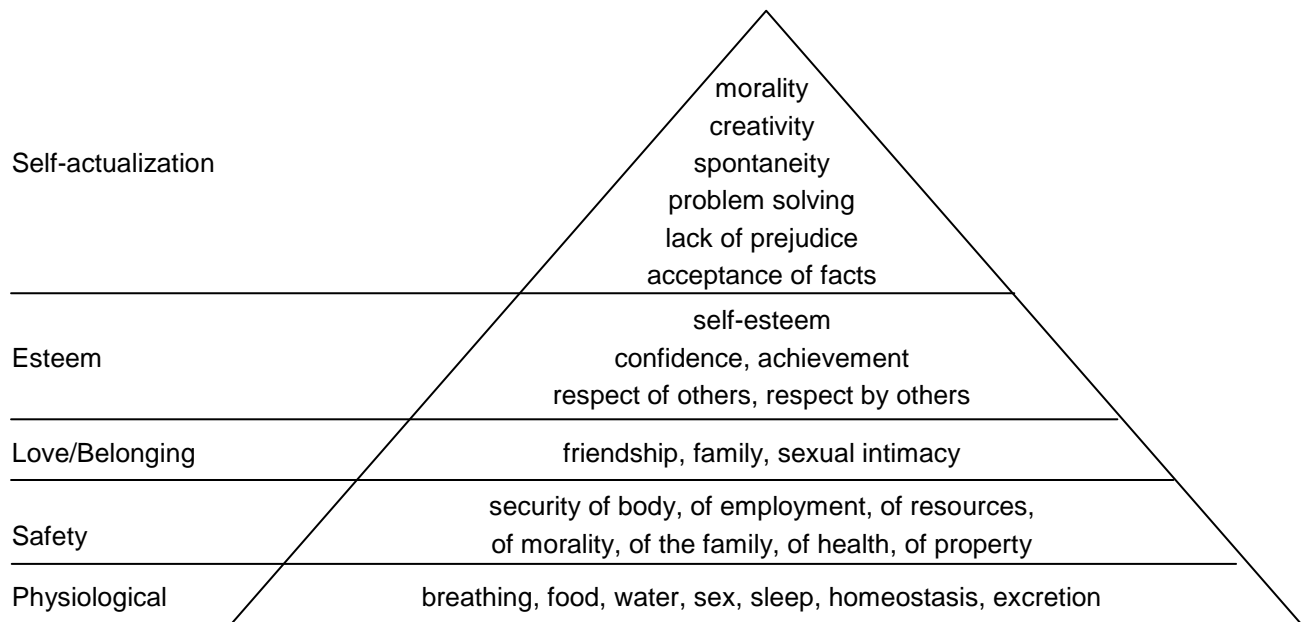 morality
creativity
Self-actualization
spontaneity
problem solving
lack of prejudice
acceptance of facts
self-esteem
Esteem
confidence, achievement
respect of others, respect by others
Love/Belonging
friendship, family, sexual intimacy
security of body, of employment, of resources,
Safety
of morality, of the family, of health, of property
Physiological
breathing, food, water, sex, sleep, homeostasis, excretion